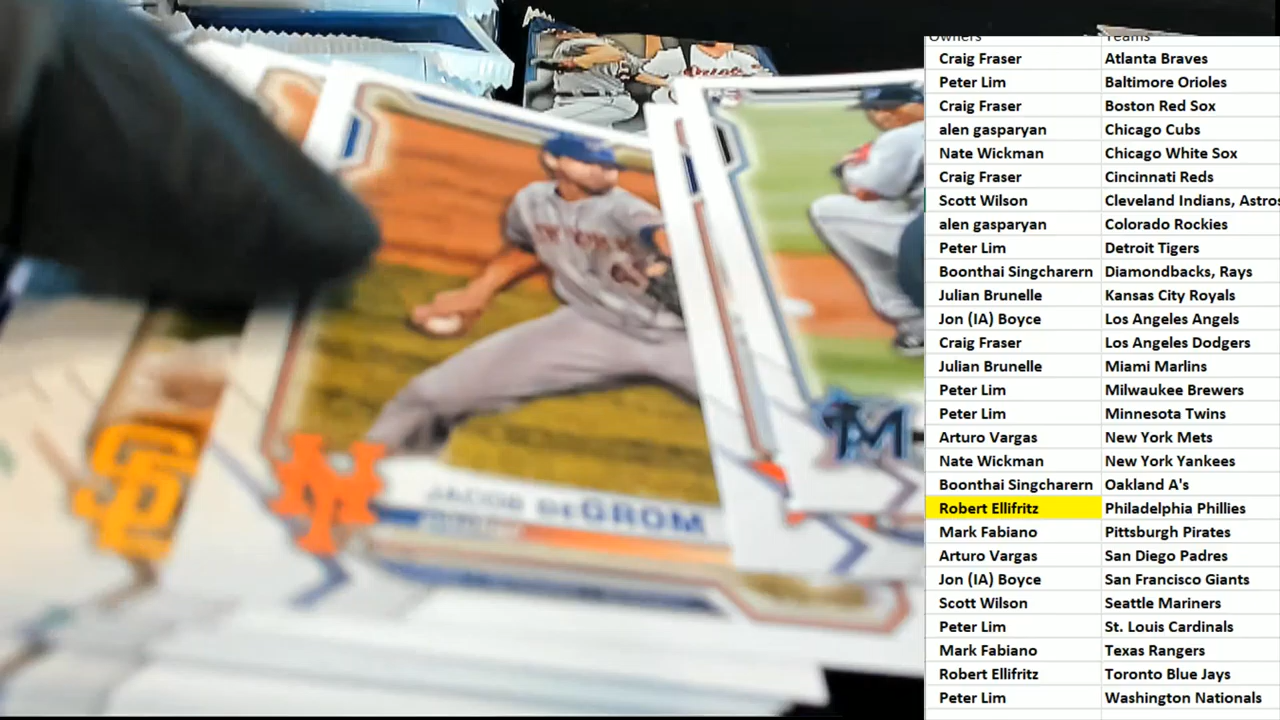 Owners Teams
Craig Fraser Atlanta Braves
Peter Lim Baltimore Orioles
Craig Fraser Boston Red Sox
alen gasparyan Chicago Cubs
Nate Wickman Chicago White Sox
Craig Fraser Cincinnati Reds
Scott Wilson Cleveland Indians, Astros
alen gasparyan Colorado Rockies
Peter Lim Detroit Tigers
Boonthai Singcharern Diamondbacks, Rays
Julian Brunelle Kansas City Royals
Jon (IA) Boyce Los Angeles Angels
Craig Fraser Los Angeles Dodgers
Julian Brunelle Miami Marlins
Peter Lim Milwaukee Brewers
Peter Lim Minnesota Twins
Arturo Vargas New York Mets
Nate Wickman New York Yankees
Boonthai Singcharern Oakland A's
Robert Ellifritz Philadelphia Phillies
Mark Fabiano Pittsburgh Pirates
Arturo Vargas San Diego Padres
Jon (IA) Boyce San Francisco Giants
Scott Wilson Seattle Mariners
Peter Lim St. Louis Cardinals
Mark Fabiano Texas Rangers
Robert Ellifritz Toronto Blue Jays
Peter Lim Washington Nationals
NEW YORK
SD
NY
M
JACOB DEGROM